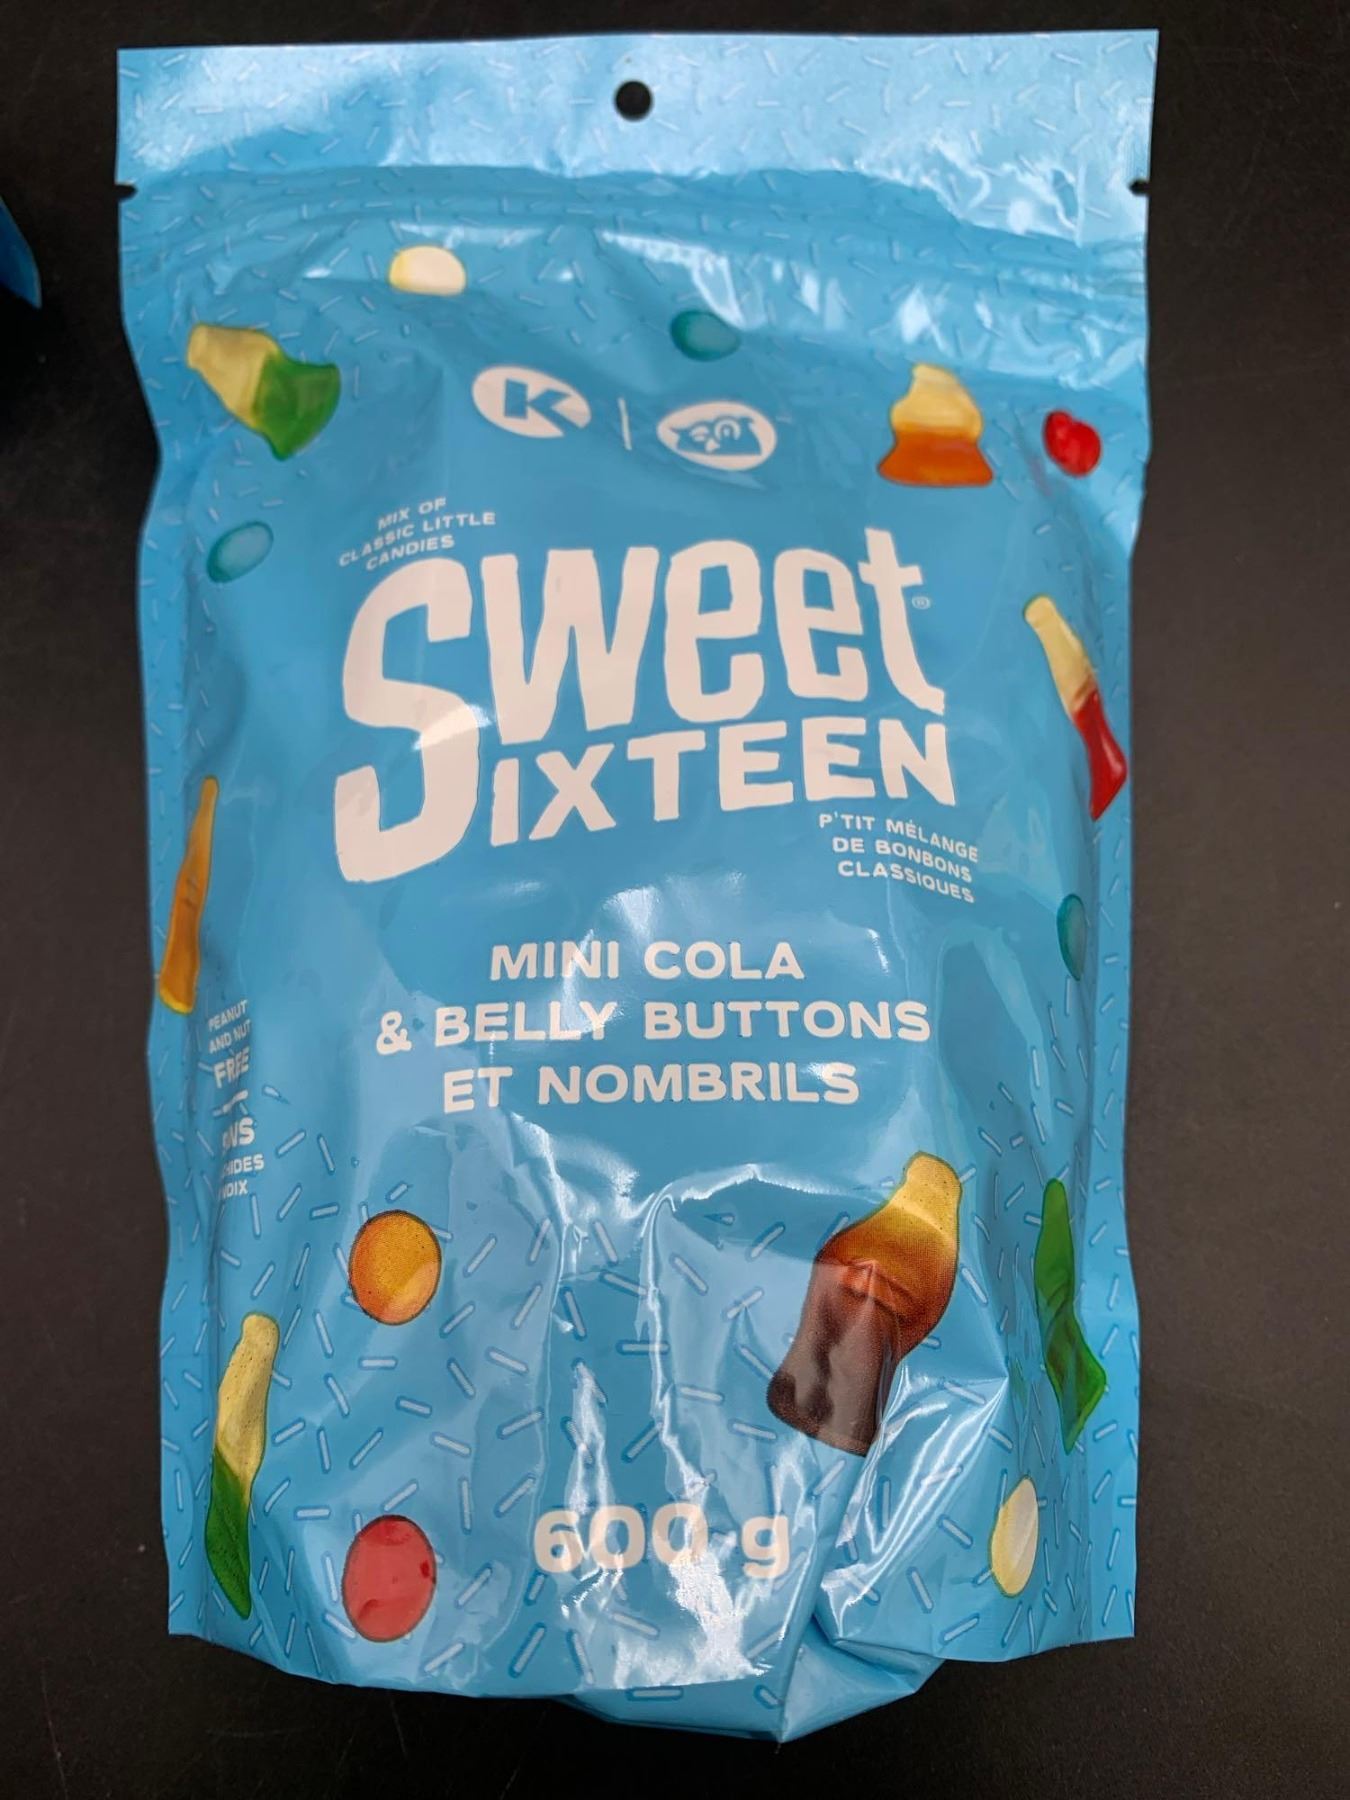 K
MIX OF
CLASSIC LITTLE
CANDIES
Sweet®
SIXTEEN
P'TIT MÉLANGE
DE BONBONS
CLASSIQUES
MINI COLA
& BELLY BUTTONS
ET NOMBRILS
PEANUT
AND NUT
FREE
600 g